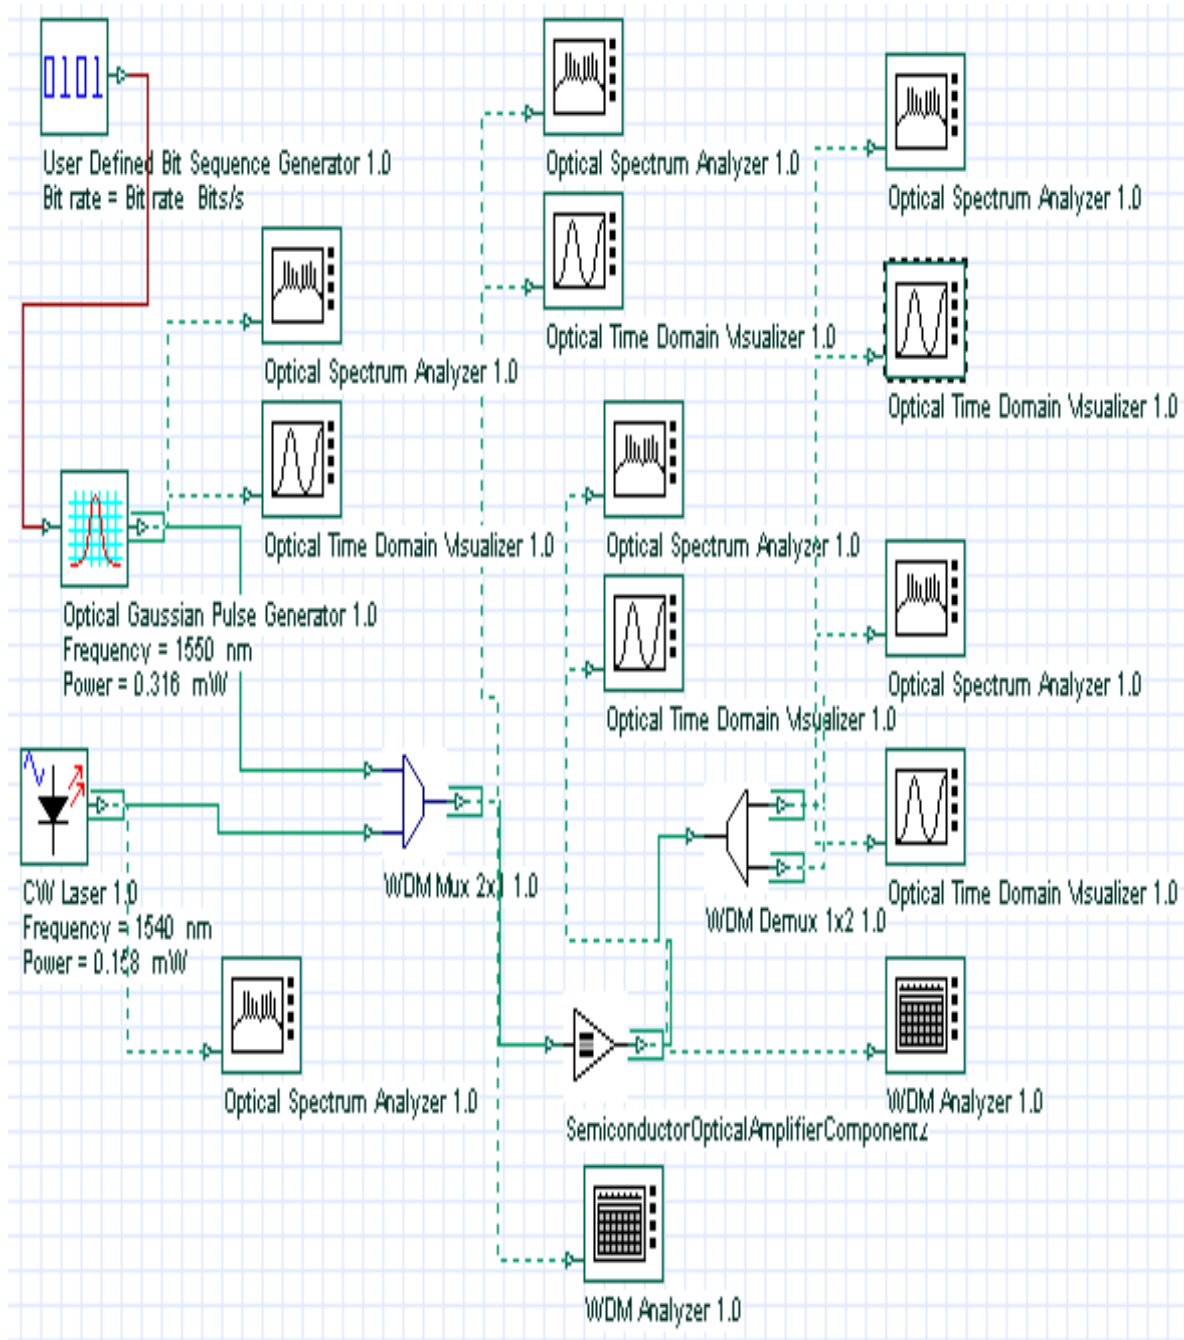 0101
User Defined Bit Sequence Generator 1.0
Bit rate = Bit rate Bits/s
Optical Spectrum Analyzer 1.0
Optical Spectrum Analyzer 1.0
Optical Time Domain Visualizer 1.0
Optical Spectrum Analyzer 1.0
Optical Time Domain Visualizer 1.0
Optical Time Domain Visualizer 1.0
Optical Spectrum Analyzer 1.0
Optical Gaussian Pulse Generator 1.0
Frequency = 1550 nm
Power = 0.316 mW
Optical Spectrum Analyzer 1.0
Optical Time Domain Visualizer 1.0
CW Laser 1.0
Frequency = 1540 nm
Power = 0.158 mW
WDM Mux 2x1 1.0
WDM Demux 1x2 1.0
Optical Time Domain Visualizer 1.0
Optical Spectrum Analyzer 1.0
SemiconductorOpticalAmplifierComponent2
WDM Analyzer 1.0
WDM Analyzer 1.0